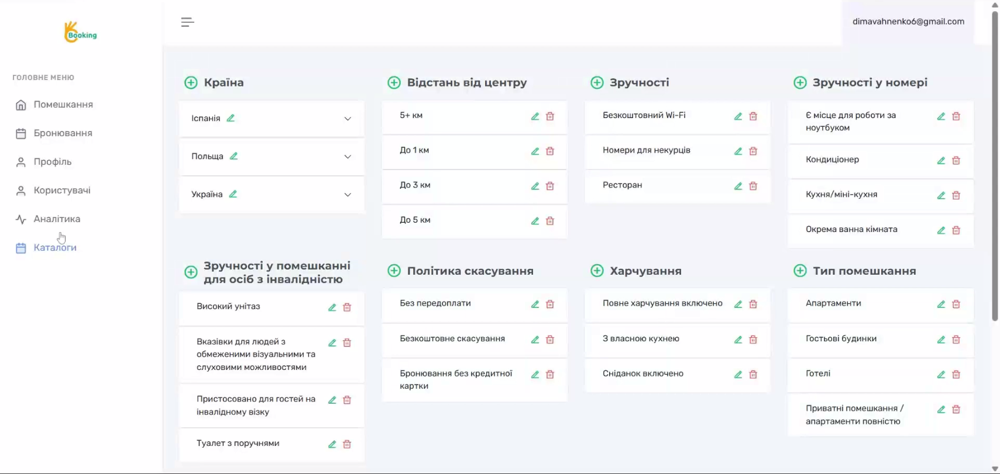 Booking
dimavahnenko6@gmail.com
ГОЛОВНЕ МЕНЮ
Помешкання
Бронювання
Профіль
Користувачі
Аналітика
Каталоги
Країна
Іспанія
Польща
Україна
Відстань від центру
5+ км
До 1 км
До 3 км
До 5 км
Зручності
Безкоштовний Wi-Fi
Номери для некурців
Ресторан
Зручності у номері
Є місце для роботи за
ноутбуком
Кондиціонер
Кухня/міні-кухня
Окрема ванна кімната
Зручності у помешканні
для осіб з інвалідністю
Високий унітаз
Вказівки для людей з
обмеженими візуальними та
слуховими можливостями
Пристосовано для гостей на
інвалідному візку
Туалет з поручнями
Політика скасування
Без передоплати
Безкоштовне скасування
Бронювання без кредитної
картки
Харчування
Повне харчування включено
З власною кухнею
Сніданок включено
Тип помешкання
Апартаменти
Гостьові будинки
Готелі
Приватні помешкання /
апартаменти повністю